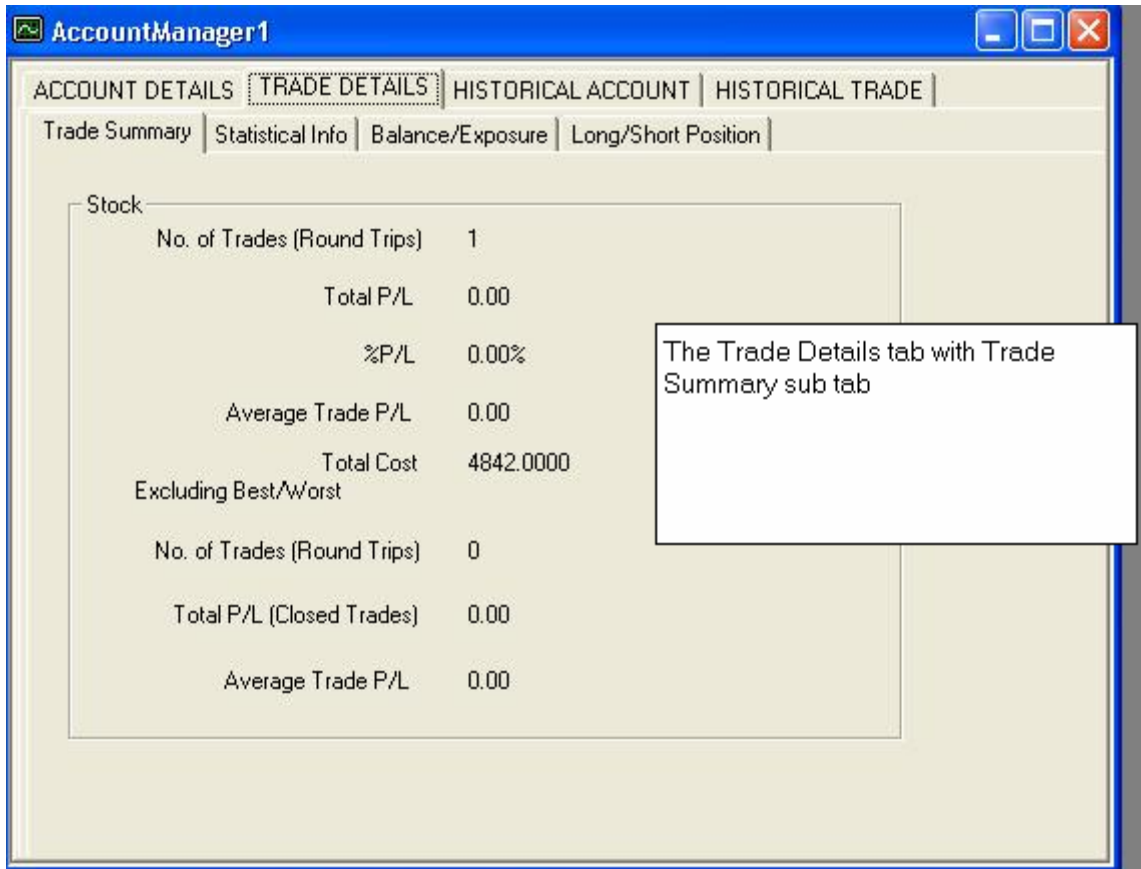 AccountManager1
ACCOUNT DETAILS TRADE DETAILS HISTORICAL ACCOUNT HISTORICAL TRADE
Trade Summary Statistical Info Balance/Exposure Long/Short Position
Stock
No. of Trades (Round Trips) 1
Total P/L 0.00
%P/L 0.00%
Average Trade P/L 0.00
Total Cost 4842.0000
Excluding Best/Worst
No. of Trades (Round Trips) 0
Total P/L (Closed Trades) 0.00
Average Trade P/L 0.00
The Trade Details tab with Trade
Summary sub tab